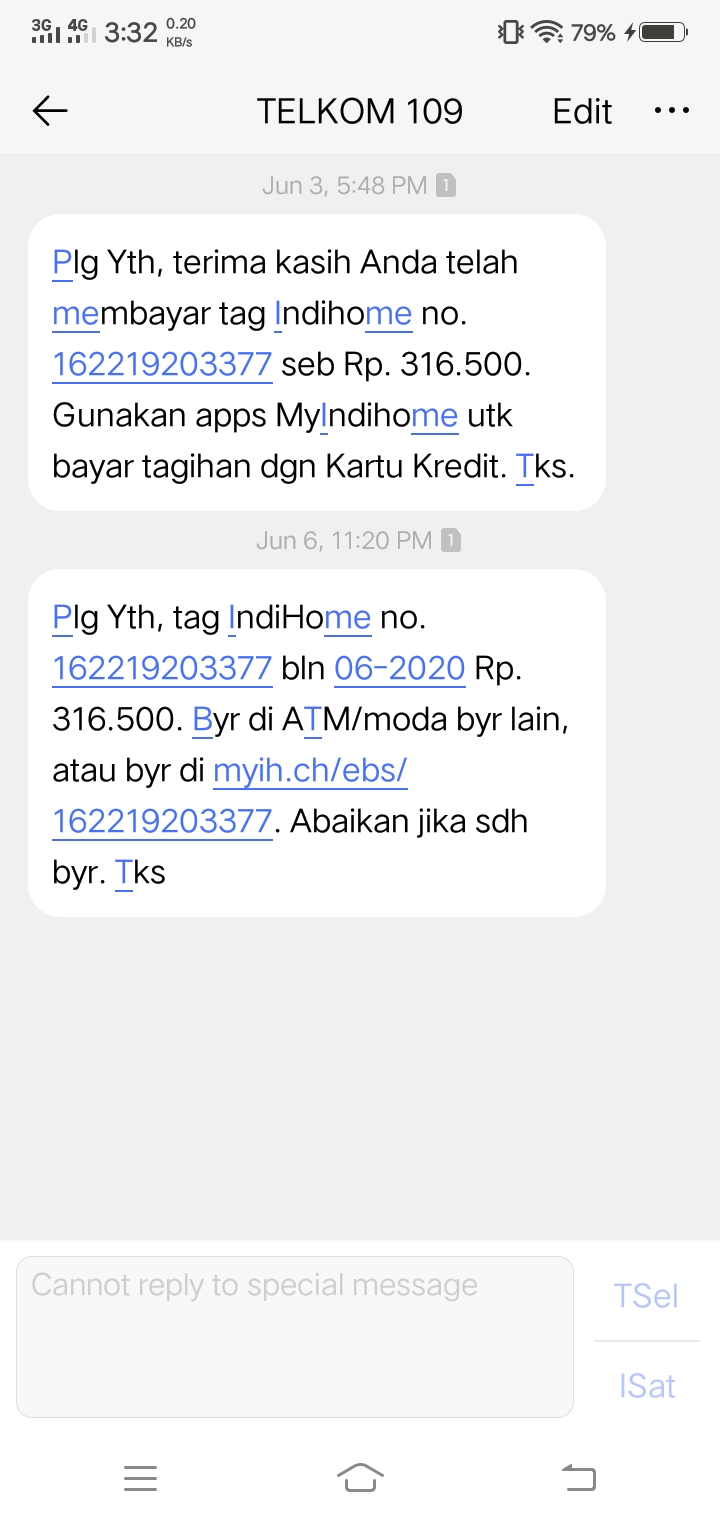 3G 4G 3:32 0.20 KB/s 79%
TELKOM 109 Edit
Jun 3, 5:48 PM 1
Plg Yth, terima kasih Anda telah
membayar tag Indihome no.
162219203377 seb Rp. 316.500.
Gunakan apps MyIndihome utk
bayar tagihan dgn Kartu Kredit. Tks.
Jun 6, 11:20 PM 1
Plg Yth, tag IndiHome no.
162219203377 bln 06-2020 Rp.
316.500. Byr di ATM/moda byr lain,
atau byr di myih.ch/ebs/
162219203377. Abaikan jika sdh
byr. Tks
Cannot reply to special message
TSel
ISat